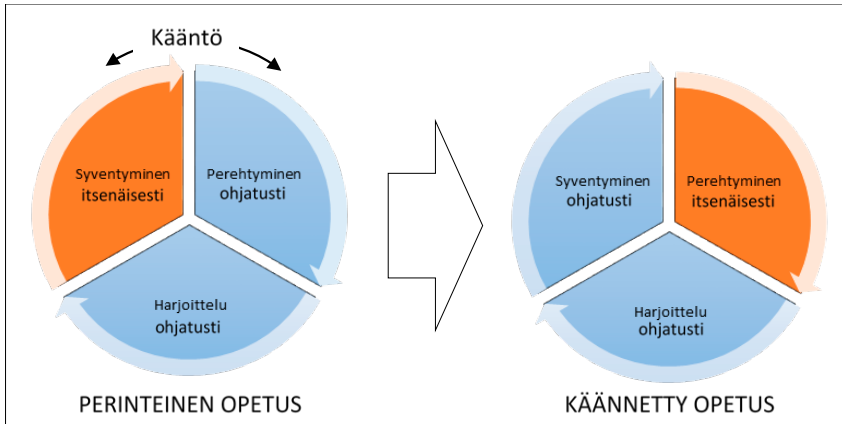 Kääntö
Syventyminen
itsenäisesti
Perehtyminen
ohjatusti
Harjoittelu
ohjatusti
PERINTEINEN OPETUS
Syventyminen
ohjatusti
Perehtyminen
itsenäisesti
Harjoittelu
ohjatusti
KÄÄNNETTY OPETUS